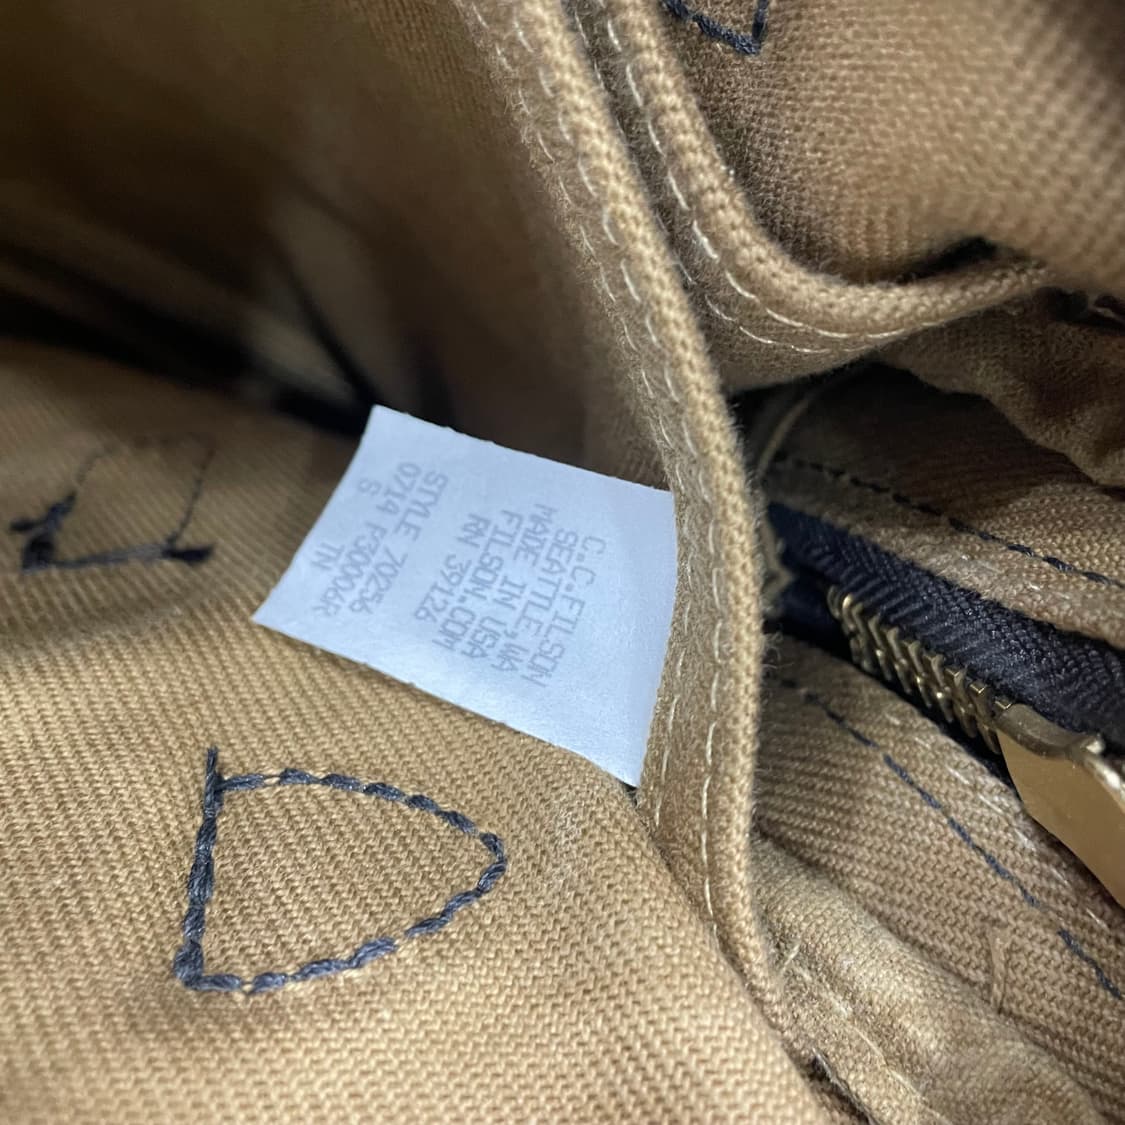 C.C.FILSON
SEATTLE, WA
MADE IN USA
FILSON.COM
RN 39126
STYLE 70256
0714 P30006R
S TN